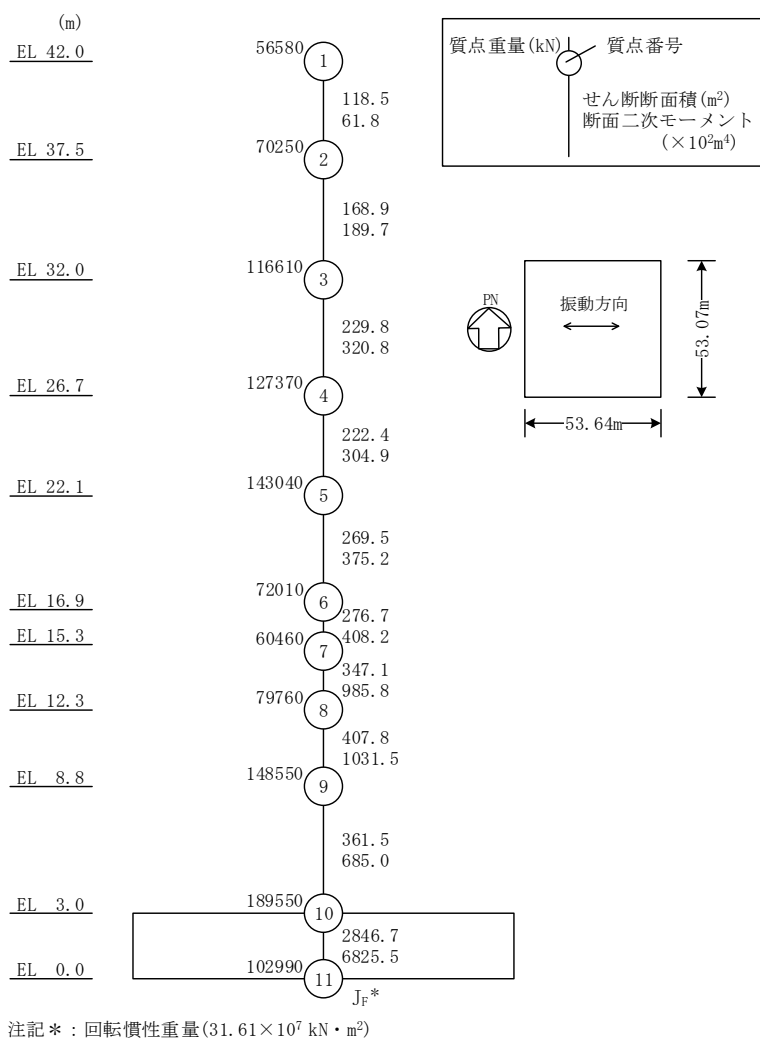 (m)
EL 42.0
EL 37.5
EL 32.0
EL 26.7
EL 22.1
EL 16.9
EL 15.3
EL 12.3
EL 8.8
EL 3.0
EL 0.0
56580
1
118.5
61.8
70250
2
168.9
189.7
116610
3
229.8
320.8
127370
4
222.4
304.9
143040
5
269.5
375.2
72010
6
276.7
408.2
60460
7
347.1
985.8
79760
8
407.8
1031.5
148550
9
361.5
685.0
189550
10
2846.7
6825.5
102990
11
J_F*
質点重量(kN)
質点番号
せん断断面積(m²)
断面二次モーメント
(×10²m⁴)
PN
振動方向
53.07m
53.64m
注記*:回転慣性重量(31.61×10⁷ kN・m²)